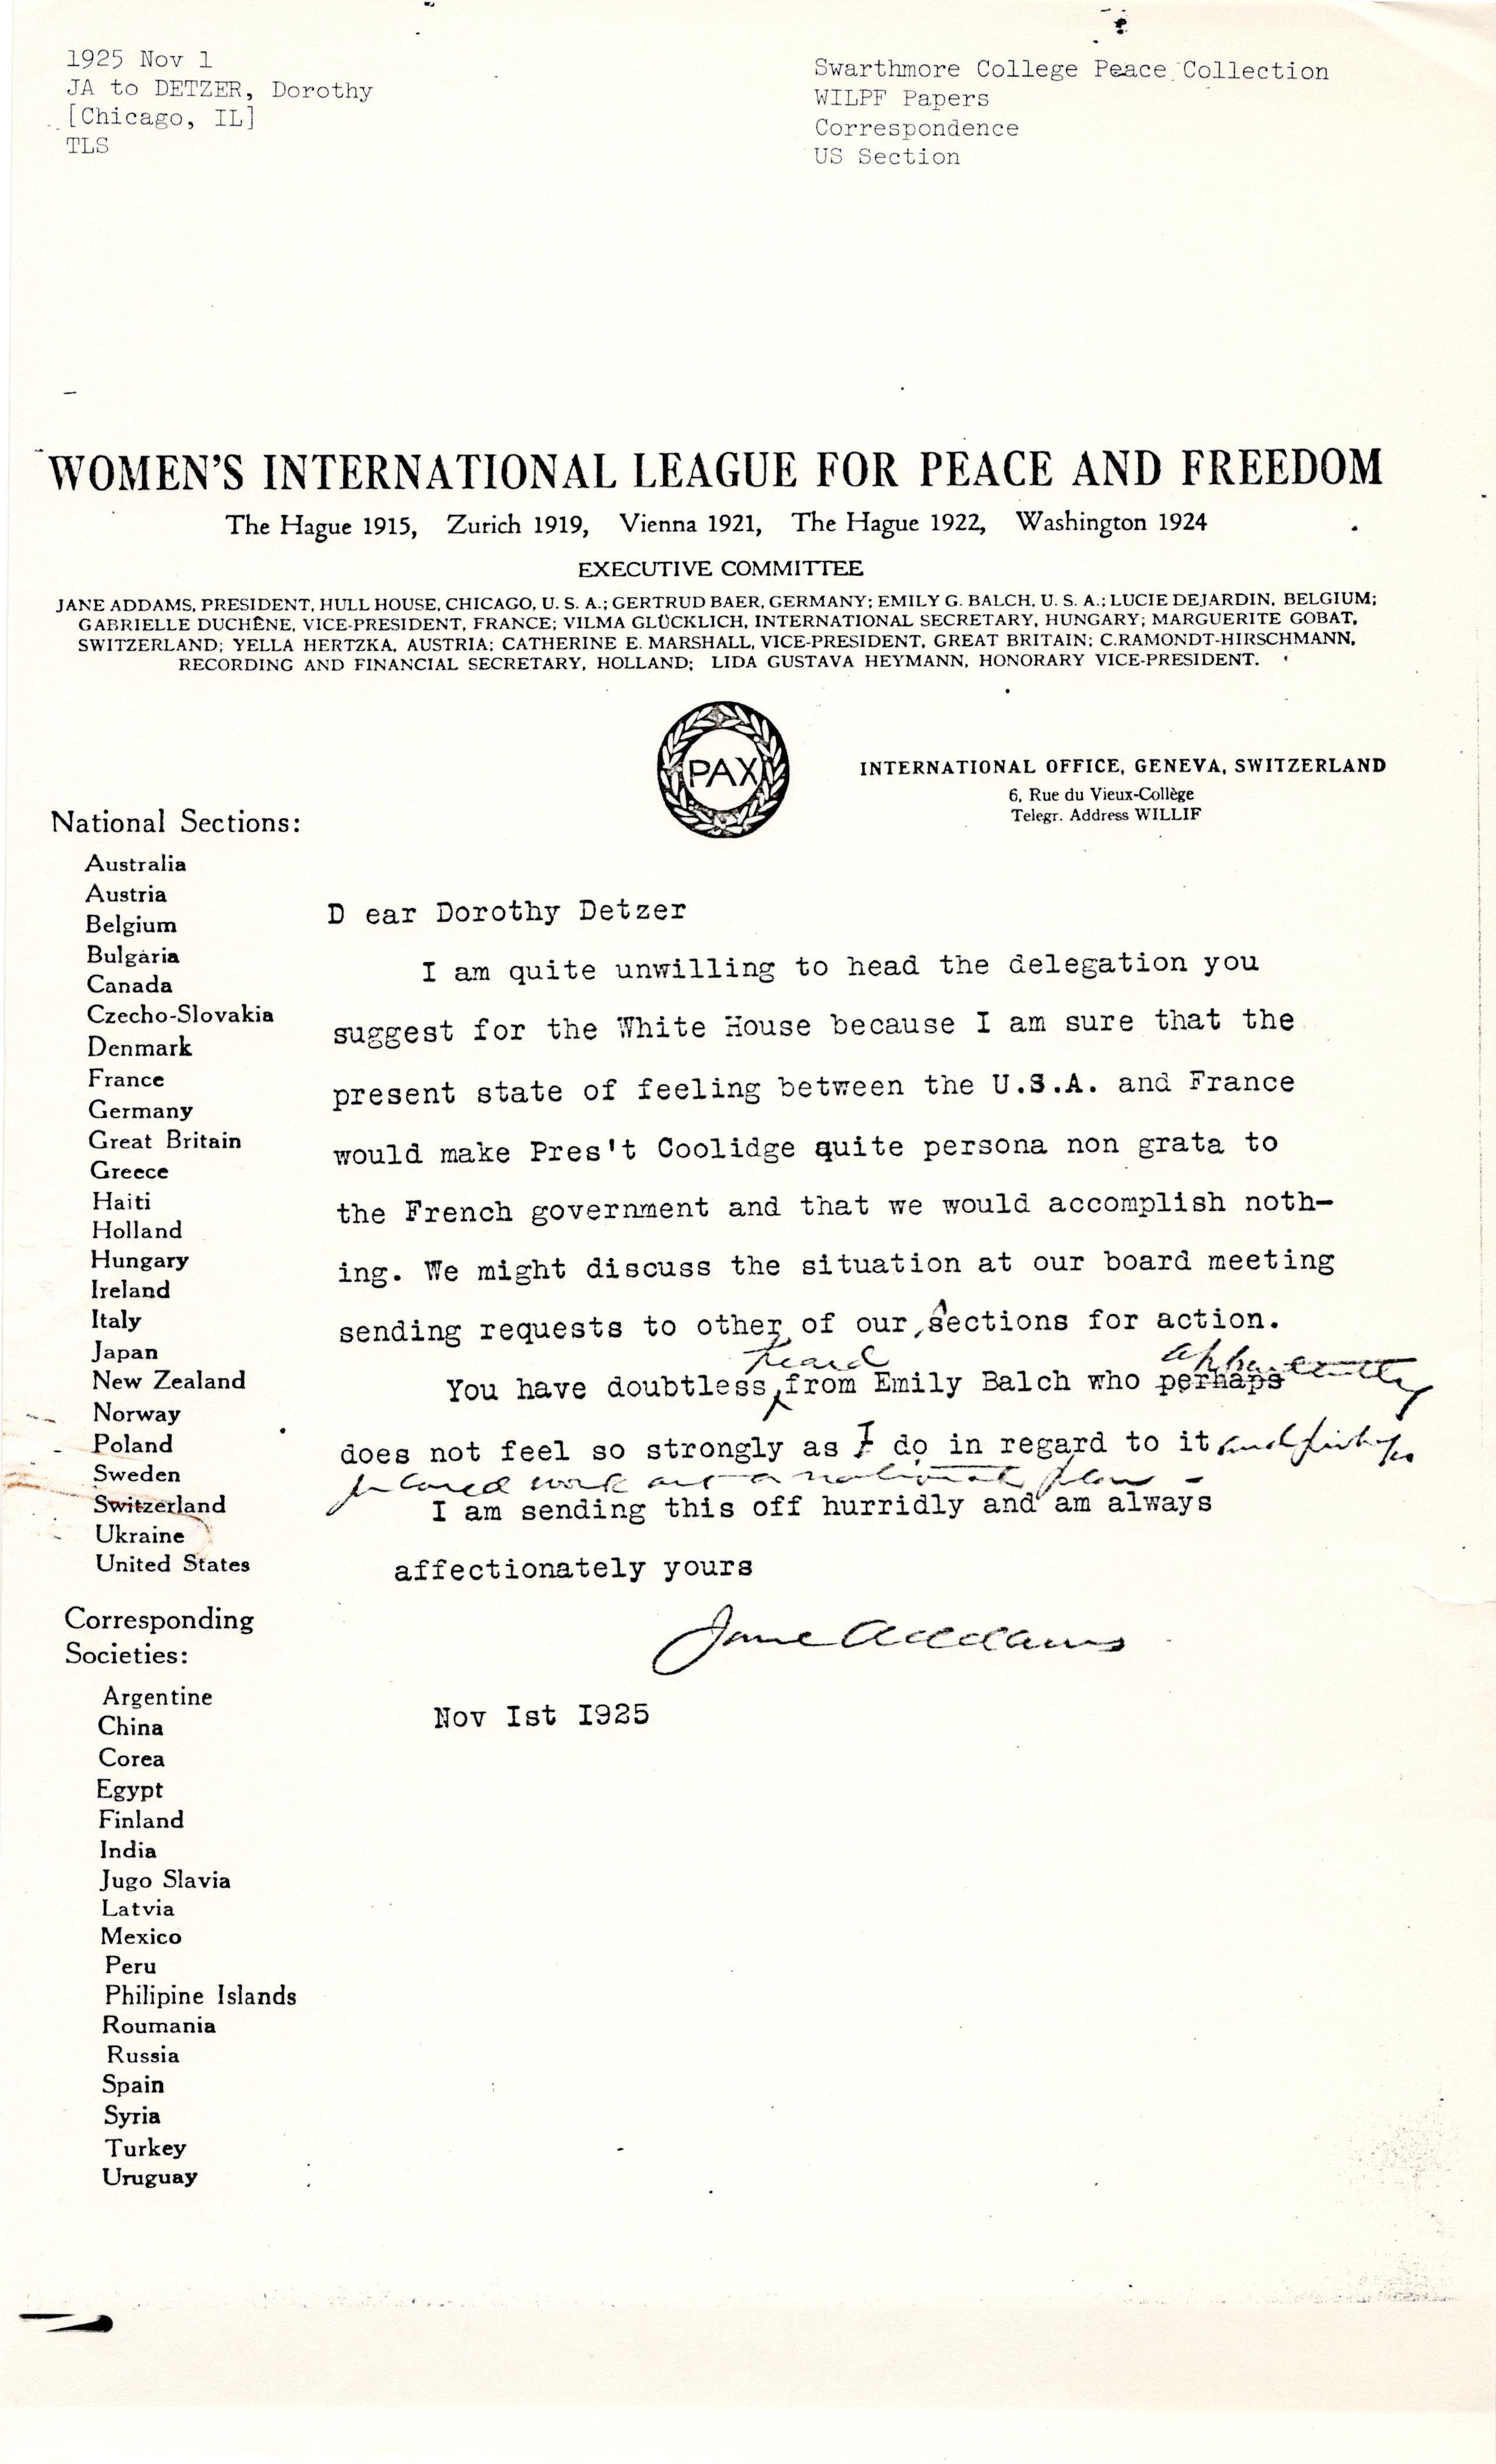 1925 Nov 1
JA to DETZER, Dorothy
[Chicago, IL]
TLS
Swarthmore College Peace Collection
WILPF Papers
Correspondence
US Section
WOMEN'S INTERNATIONAL LEAGUE FOR PEACE AND FREEDOM
The Hague 1915, Zurich 1919, Vienna 1921, The Hague 1922, Washington 1924
EXECUTIVE COMMITTEE
JANE ADDAMS, PRESIDENT, HULL HOUSE, CHICAGO, U. S. A.; GERTRUD BAER, GERMANY; EMILY G. BALCH, U. S. A.; LUCIE DEJARDIN, BELGIUM;
GABRIELLE DUCHÊNE, VICE-PRESIDENT, FRANCE; VILMA GLÜCKLICH, INTERNATIONAL SECRETARY, HUNGARY; MARGUERITE GOBAT,
SWITZERLAND; YELLA HERTZKA, AUSTRIA; CATHERINE E. MARSHALL, VICE-PRESIDENT, GREAT BRITAIN; C.RAMONDT-HIRSCHMANN,
RECORDING AND FINANCIAL SECRETARY, HOLLAND; LIDA GUSTAVA HEYMANN, HONORARY VICE-PRESIDENT.
PAX
INTERNATIONAL OFFICE, GENEVA, SWITZERLAND
6, Rue du Vieux-Collège
Telegr. Address WILLIF
National Sections:
Australia
Austria
Belgium
Bulgaria
Canada
Czecho-Slovakia
Denmark
France
Germany
Great Britain
Greece
Haiti
Holland
Hungary
Ireland
Italy
Japan
New Zealand
Norway
Poland
Sweden
Switzerland
Ukraine
United States
Corresponding
Societies:
Argentine
China
Corea
Egypt
Finland
India
Jugo Slavia
Latvia
Mexico
Peru
Philipine Islands
Roumania
Russia
Spain
Syria
Turkey
Uruguay
D ear Dorothy Detzer
I am quite unwilling to head the delegation you
suggest for the White House because I am sure that the
present state of feeling between the U.S.A. and France
would make Pres't Coolidge quite persona non grata to
the French government and that we would accomplish noth-
ing. We might discuss the situation at our board meeting
sending requests to other of our sections for action.
heard apparently
You have doubtless from Emily Balch who perhaps
does not feel so strongly as I do in regard to it and perhaps
we could work out a national plan -
I am sending this off hurridly and am always
affectionately yours
Jane Addams
Nov Ist I925